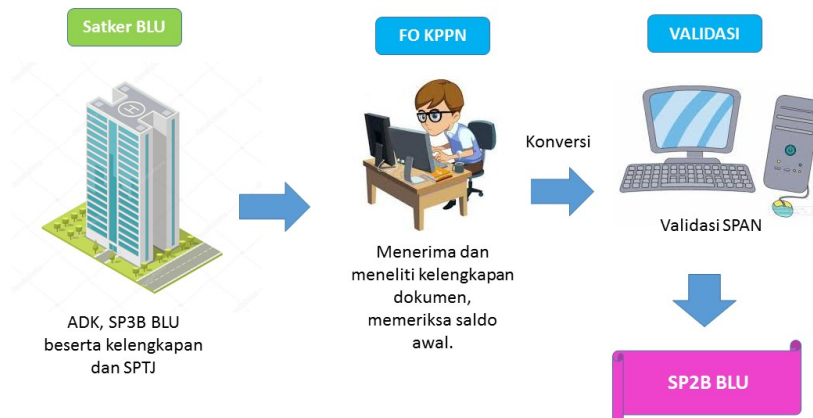 Satker BLU
FO KPPN
VALIDASI
H
Konversi
Validasi SPAN
Menerima dan
meneliti kelengkapan
dokumen,
memeriksa saldo
awal.
ADK, SP3B BLU
beserta kelengkapan
dan SPTJ
SP2B BLU